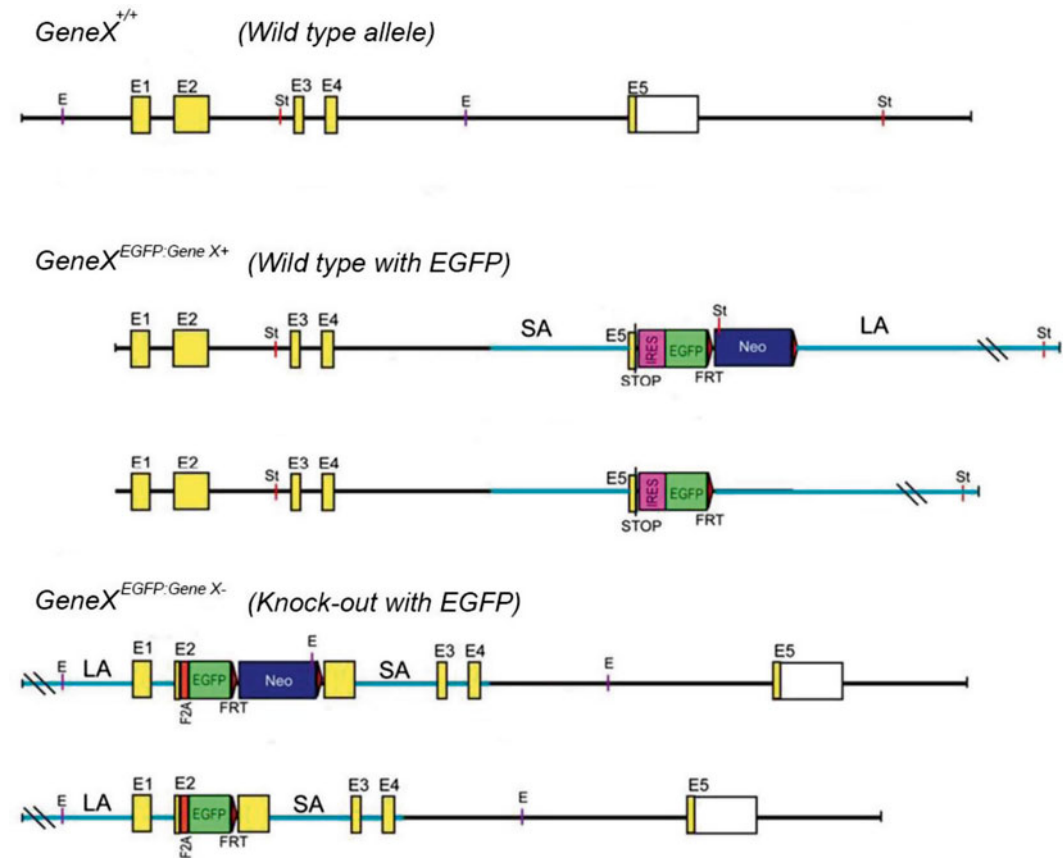 GeneX+/+ (Wild type allele)
E E1 E2 St E3 E4 E E5 St
GeneXEGFP:Gene X+ (Wild type with EGFP)
E1 E2 St E3 E4 SA E5 IRES EGFP St Neo LA St
STOP FRT
E1 E2 St E3 E4 E5 IRES EGFP St
STOP FRT
GeneXEGFP:Gene X- (Knock-out with EGFP)
E LA E1 E2 EGFP Neo E SA E3 E4 E E5
F2A FRT
E LA E1 E2 EGFP SA E3 E4 E E5
F2A FRT